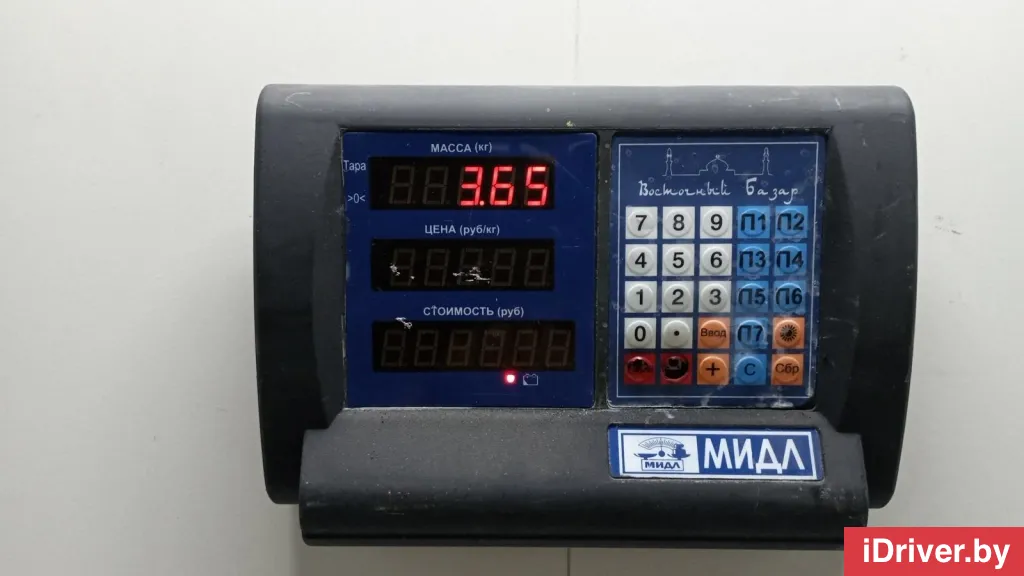 МАССА (кг)
Тара
3.65
>0<
ЦЕНА (руб/кг)
СТОИМОСТЬ (руб)
Восточный Базар
7 8 9 П1 П2
4 5 6 П3 П4
1 2 3 П5 П6
0 • Ввод П7
+ С Сбр
МИДЛ
МИДЛ
iDriver.by